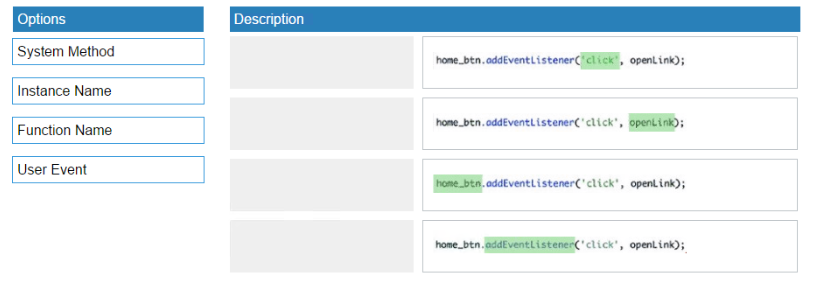 Options
Description
System Method
Instance Name
Function Name
User Event
home_btn.addEventListener('click', openLink);
home_btn.addEventListener('click', openLink);
home_btn.addEventListener('click', openLink);
home_btn.addEventListener('click', openLink);